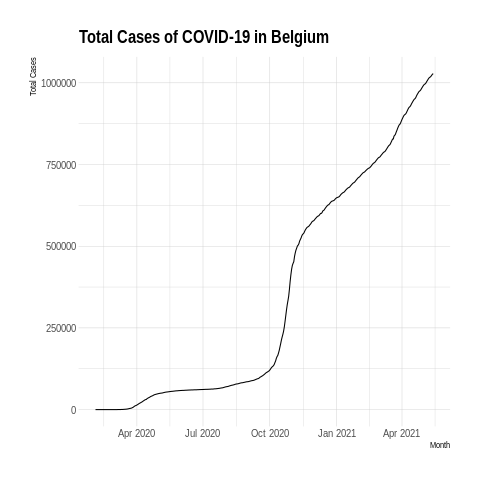 Total Cases of COVID-19 in Belgium
Total Cases
1000000
750000
500000
250000
0
Apr 2020 Jul 2020 Oct 2020 Jan 2021 Apr 2021
Month